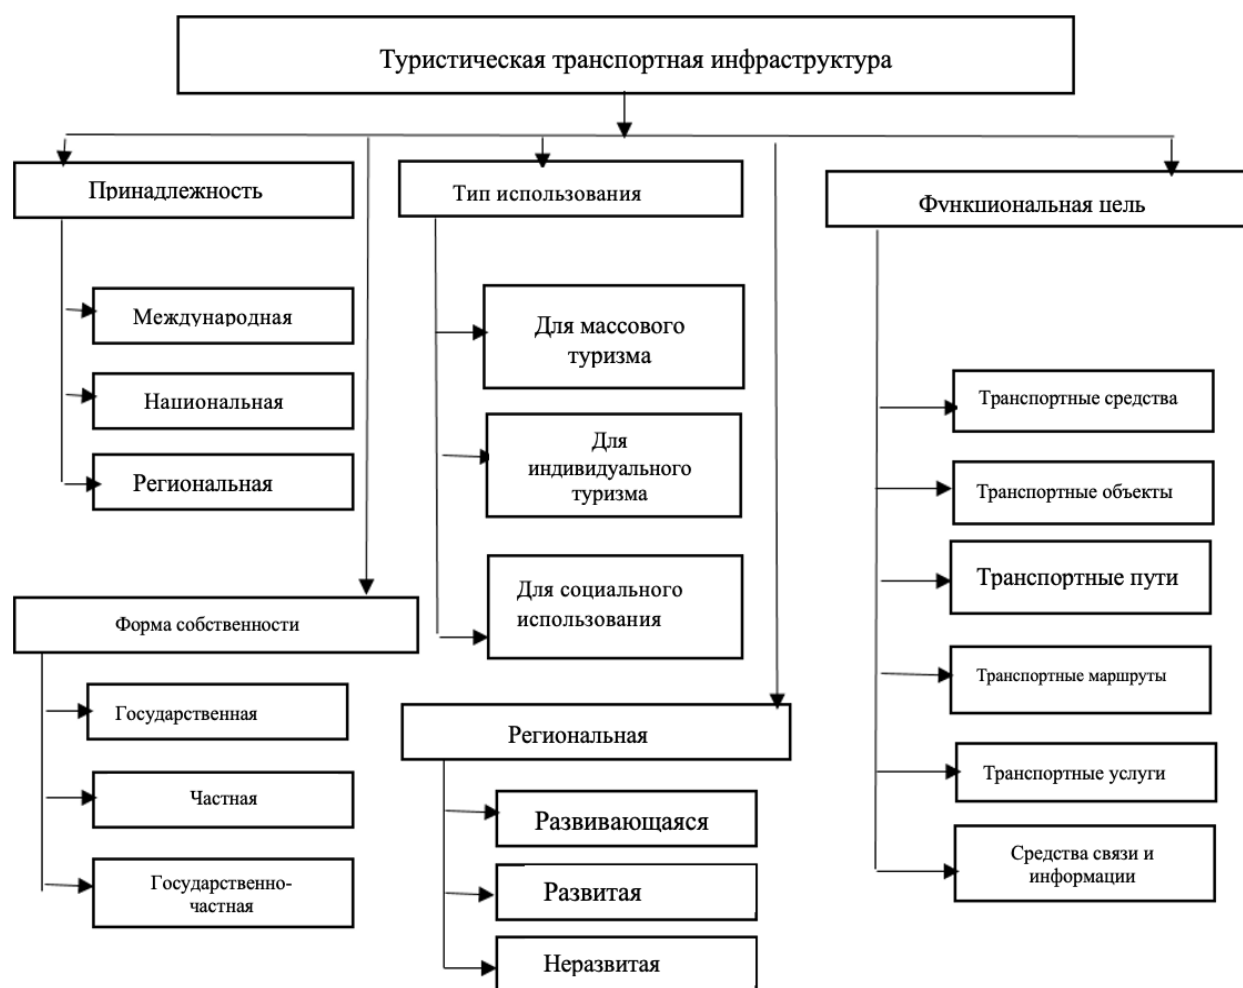 Туристическая транспортная инфраструктура
Принадлежность
Международная
Национальная
Региональная
Форма собственности
Государственная
Частная
Государственно-
частная
Тип использования
Для массового
туризма
Для
индивидуального
туризма
Для социального
использования
Региональная
Развивающаяся
Развитая
Неразвитая
Функциональная цель
Транспортные средства
Транспортные объекты
Транспортные пути
Транспортные маршруты
Транспортные услуги
Средства связи и
информации